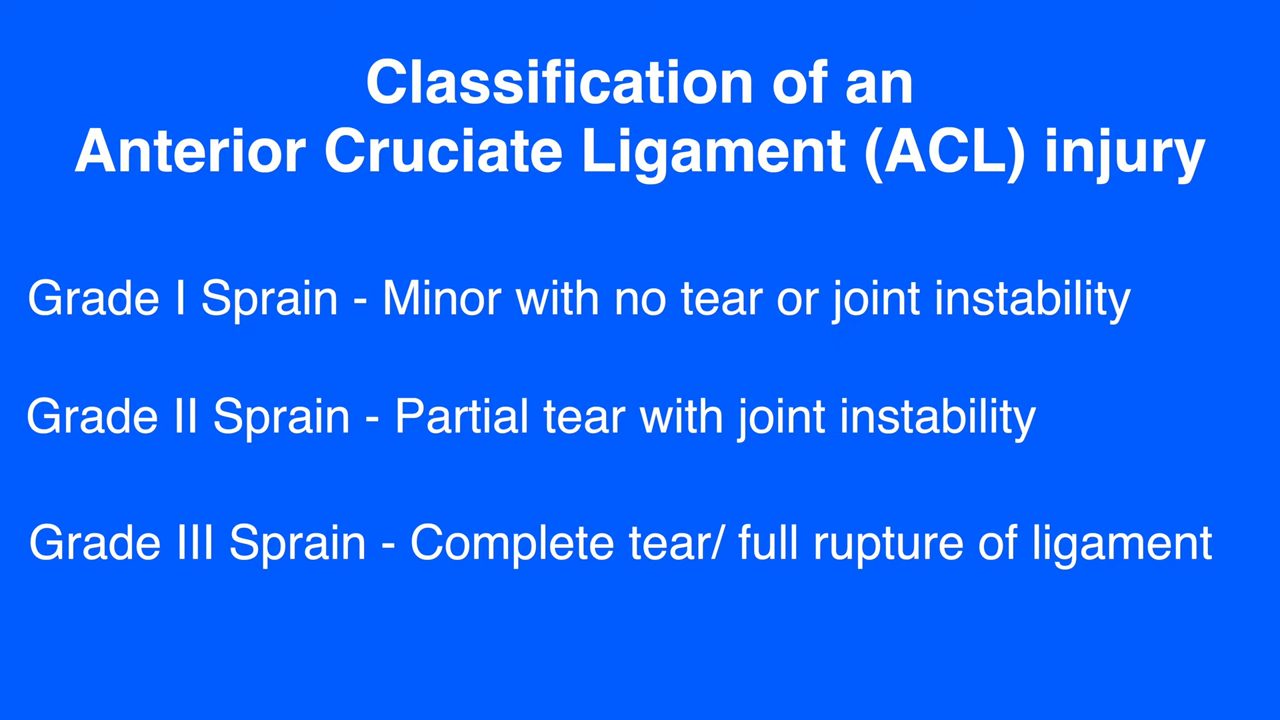 Classification of an
Anterior Cruciate Ligament (ACL) injury
Grade I Sprain - Minor with no tear or joint instability
Grade II Sprain - Partial tear with joint instability
Grade III Sprain - Complete tear/ full rupture of ligament